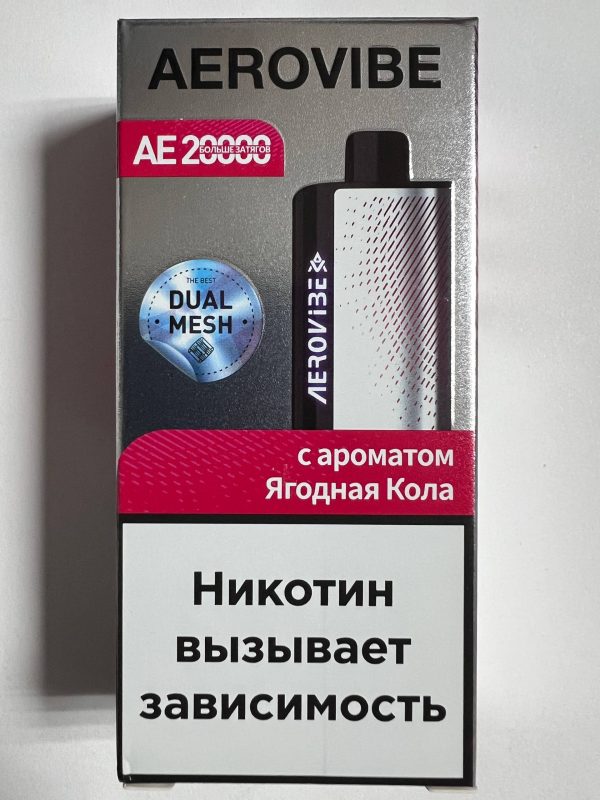 AEROVIBE
AE 20000
БОЛЬШЕ ЗАТЯГОВ
THE BEST
DUAL
MESH
AEROVIBE
с ароматом
Ягодная Кола
Никотин
вызывает
зависимость